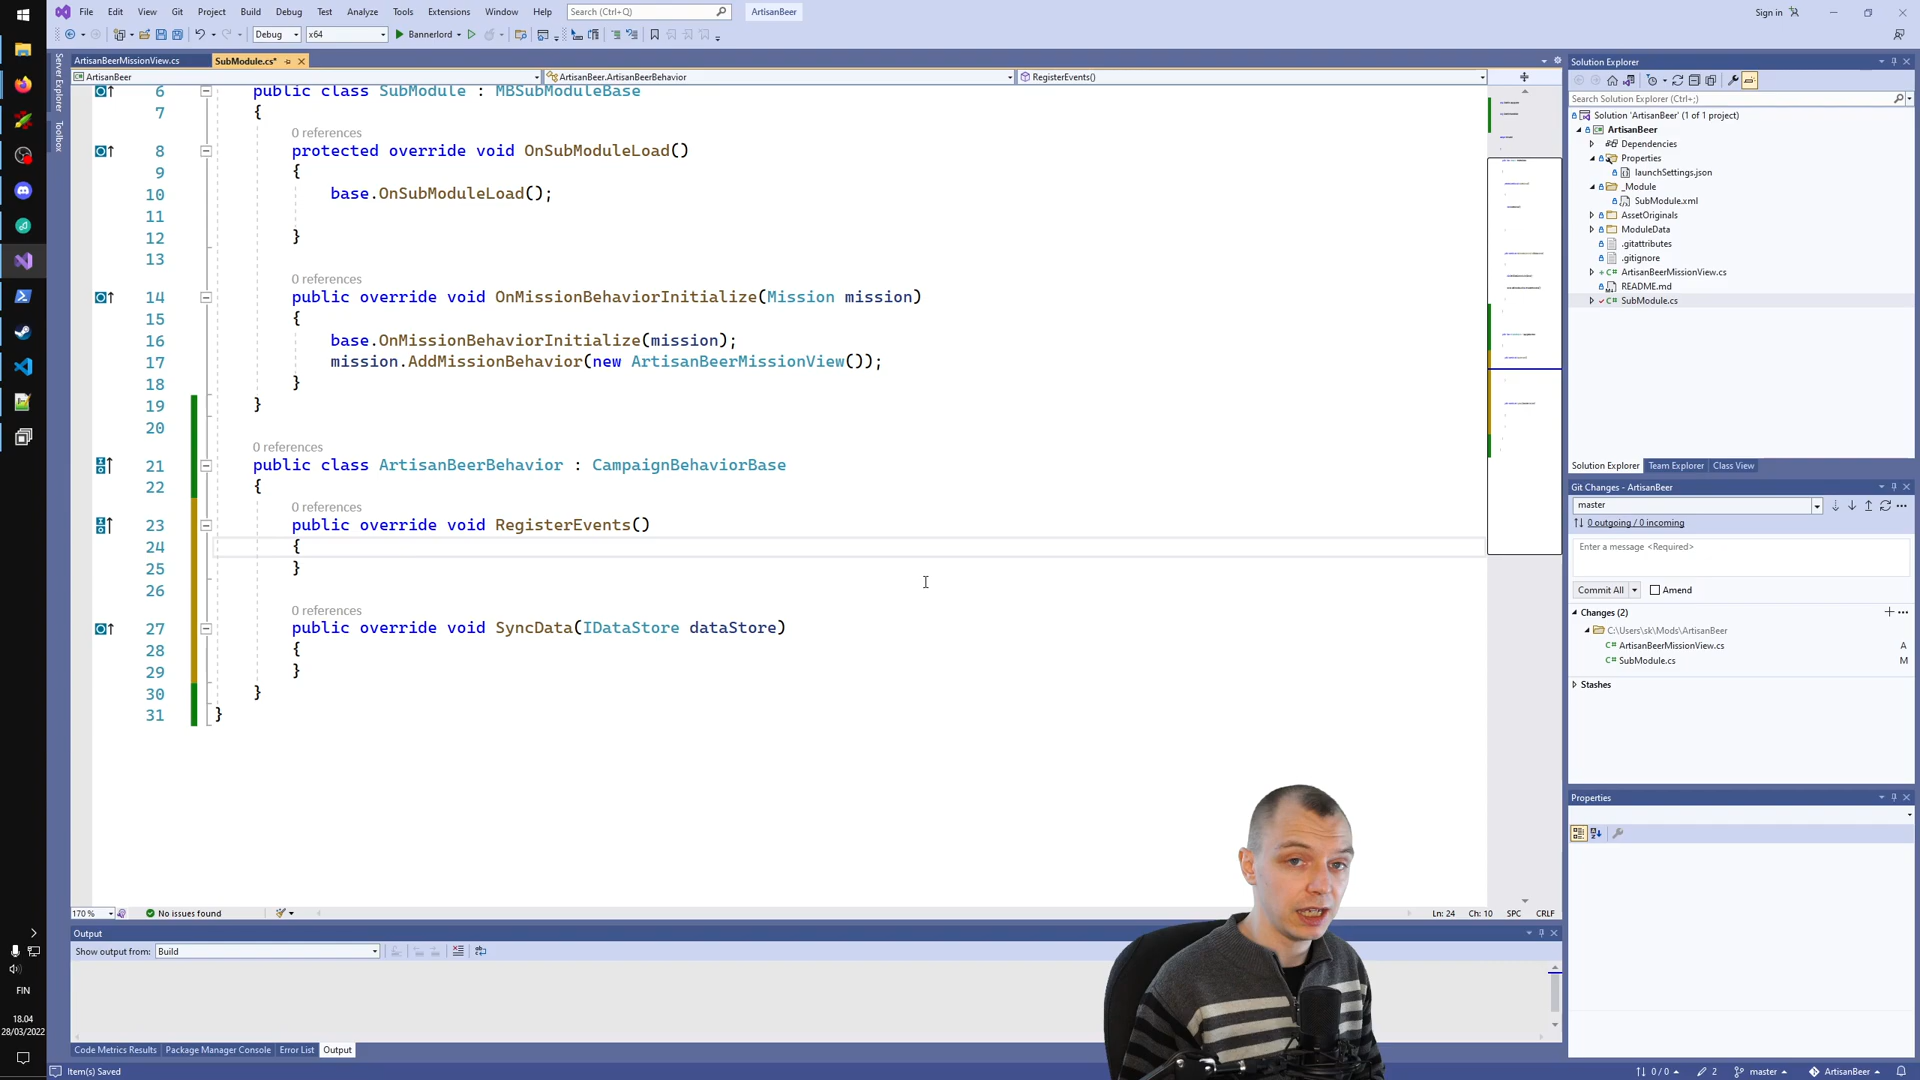 File Edit View Git Project Build Debug Test Analyze Tools Extensions Window Help Search (Ctrl+Q) ArtisanBeer Sign in
Debug x64 Bannerlord
Server Explorer
Toolbox
ArtisanBeerMissionView.cs SubModule.cs*
ArtisanBeer ArtisanBeer.ArtisanBeerBehavior RegisterEvents()
6 public class SubModule : MBSubModuleBase
7 {
0 references
8 protected override void OnSubModuleLoad()
9 {
10 base.OnSubModuleLoad();
11
12 }
13
0 references
14 public override void OnMissionBehaviorInitialize(Mission mission)
15 {
16 base.OnMissionBehaviorInitialize(mission);
17 mission.AddMissionBehavior(new ArtisanBeerMissionView());
18 }
19 }
20
0 references
21 public class ArtisanBeerBehavior : CampaignBehaviorBase
22 {
0 references
23 public override void RegisterEvents()
24 {
25 }
26
0 references
27 public override void SyncData(IDataStore dataStore)
28 {
29 }
30 }
31 }
170 % No issues found Ln: 24 Ch: 10 SPC CRLF
Output
Show output from: Build
Code Metrics Results Package Manager Console Error List Output
Item(s) Saved 0 / 0 2 master ArtisanBeer
Solution Explorer
Search Solution Explorer (Ctrl+;)
Solution 'ArtisanBeer' (1 of 1 project)
ArtisanBeer
Dependencies
Properties
launchSettings.json
_Module
SubModule.xml
AssetOriginals
ModuleData
.gitattributes
.gitignore
C# ArtisanBeerMissionView.cs
README.md
C# SubModule.cs
Solution Explorer Team Explorer Class View
Git Changes - ArtisanBeer
master
0 outgoing / 0 incoming
Enter a message <Required>
Commit All Amend
Changes (2)
C:\Users\sk\Mods\ArtisanBeer
C# ArtisanBeerMissionView.cs A
C# SubModule.cs M
Stashes
Properties
FIN
18.04
28/03/2022